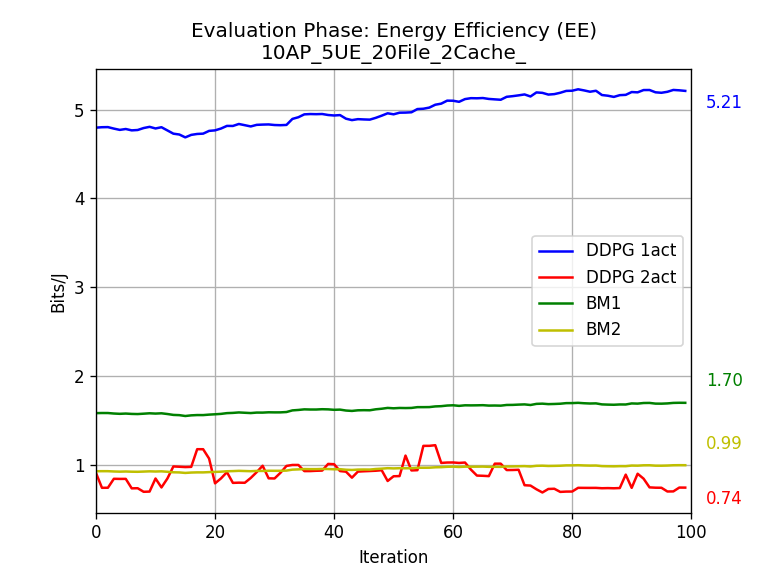 Evaluation Phase: Energy Efficiency (EE)
10AP_5UE_20File_2Cache_
Bits/J
5
4
3
2
1
0
20
40
60
80
100
Iteration
DDPG 1act
DDPG 2act
BM1
BM2
5.21
1.70
0.99
0.74